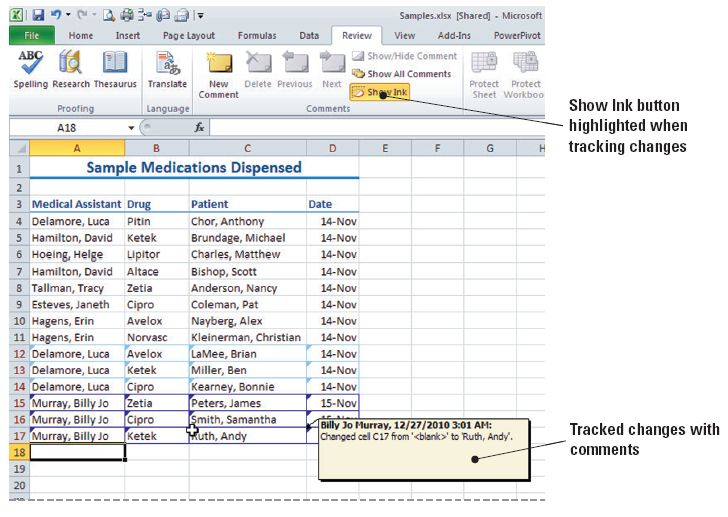 Samples.xlsx [Shared] - Microsoft
File Home Insert Page Layout Formulas Data Review View Add-Ins PowerPivot
ABC
Spelling Research Thesaurus
Proofing
Translate
Language
New Comment
Delete Previous Next
Show/Hide Comment
Show All Comments
Show Ink
Comments
Protect Sheet
Protect Workboo
Show Ink button
highlighted when
tracking changes
A18 fx
A B C D E F G H
1 Sample Medications Dispensed
2
3 Medical Assistant Drug Patient Date
4 Delamore, Luca Pitin Chor, Anthony 14-Nov
5 Hamilton, David Ketek Brundage, Michael 14-Nov
6 Hoeing, Helge Lipitor Charles, Matthew 14-Nov
7 Hamilton, David Altace Bishop, Scott 14-Nov
8 Tallman, Tracy Zetia Anderson, Nancy 14-Nov
9 Esteves, Janeth Cipro Coleman, Pat 14-Nov
10 Hagens, Erin Avelox Nayberg, Alex 14-Nov
11 Hagens, Erin Norvasc Kleinerman, Christian 14-Nov
12 Delamore, Luca Avelox LaMee, Brian 14-Nov
13 Delamore, Luca Ketek Miller, Ben 14-Nov
14 Delamore, Luca Cipro Kearney, Bonnie 14-Nov
15 Murray, Billy Jo Zetia Peters, James 15-Nov
16 Murray, Billy Jo Cipro Smith, Samantha
17 Murray, Billy Jo Ketek Ruth, Andy
18
19
20
Billy Jo Murray, 12/27/2010 3:01 AM:
Changed cell C17 from '<blank>' to 'Ruth, Andy'.
Tracked changes with
comments